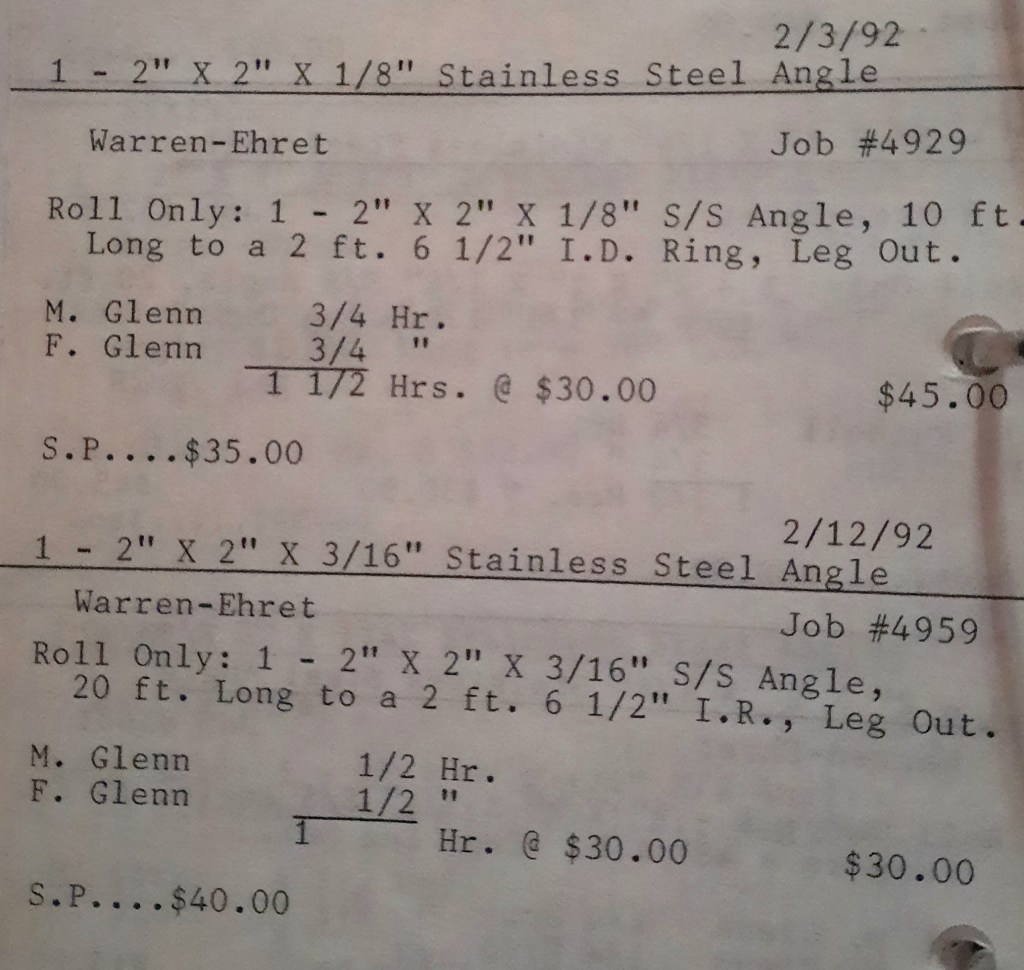 2/3/92
1 - 2" X 2" X 1/8" Stainless Steel Angle
Warren-Ehret Job #4929
Roll Only: 1 - 2" X 2" X 1/8" S/S Angle, 10 ft.
Long to a 2 ft. 6 1/2" I.D. Ring, Leg Out.
M. Glenn 3/4 Hr.
F. Glenn 3/4 "
1 1/2 Hrs. @ $30.00 $45.00
S.P....$35.00
2/12/92
1 - 2" X 2" X 3/16" Stainless Steel Angle
Warren-Ehret Job #4959
Roll Only: 1 - 2" X 2" X 3/16" S/S Angle,
20 ft. Long to a 2 ft. 6 1/2" I.R., Leg Out.
M. Glenn 1/2 Hr.
F. Glenn 1/2 "
1 Hr. @ $30.00 $30.00
S.P....$40.00